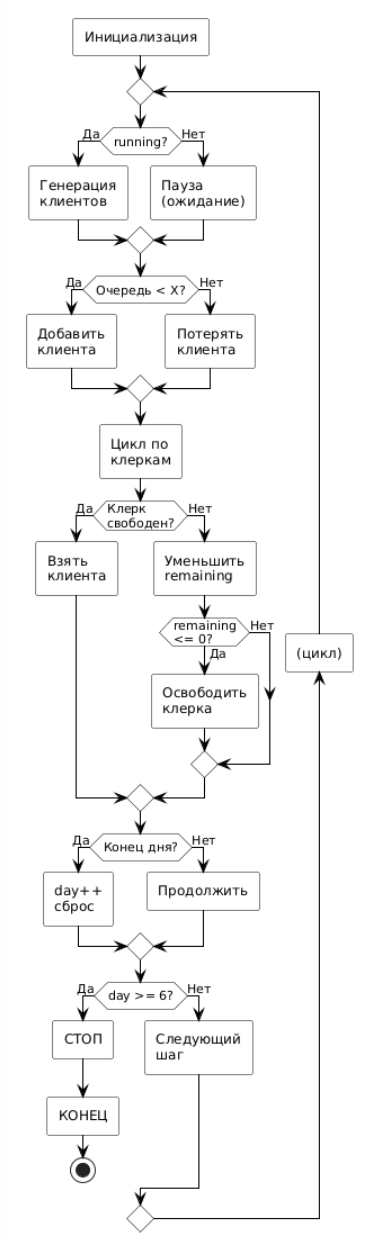 Инициализация
running?
Да
Нет
Генерация
клиентов
Пауза
(ожидание)
Очередь < X?
Да
Нет
Добавить
клиента
Потерять
клиента
Цикл по
клеркам
Клерк
свободен?
Да
Нет
Взять
клиента
Уменьшить
remaining
remaining
<= 0?
Нет
Да
Освободить
клерка
(цикл)
Конец дня?
Да
Нет
day++
сброс
Продолжить
day >= 6?
Да
Нет
СТОП
Следующий
шаг
КОНЕЦ